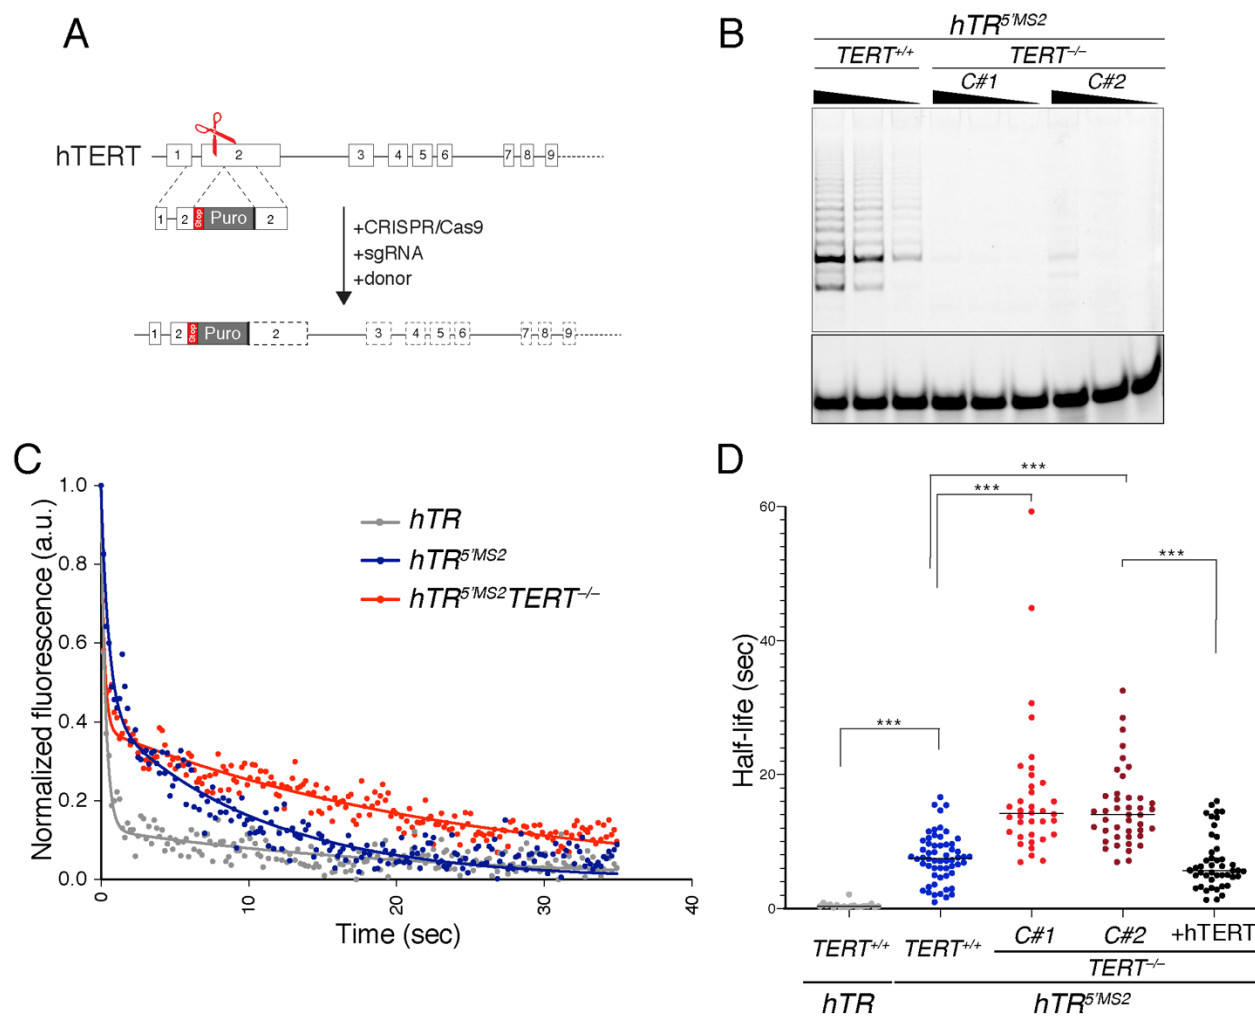 A
hTERT
1
2
3
4
5
6
7
8
9
1
2
Stop
Puro
2
+CRISPR/Cas9
+sgRNA
+donor
1
2
Stop
Puro
2
3
4
5
6
7
8
9
B
hTR5'MS2
TERT+/+
TERT–/–
C#1
C#2
C
1.0
0.8
0.6
0.4
0.2
0.0
0
10
20
30
40
Normalized fluorescence (a.u.)
Time (sec)
hTR
hTR5'MS2
hTR5'MS2TERT–/–
D
60
40
20
0
Half-life (sec)
***
***
***
***
TERT+/+
TERT+/+
C#1
C#2
+hTERT
TERT–/–
hTR
hTR5'MS2